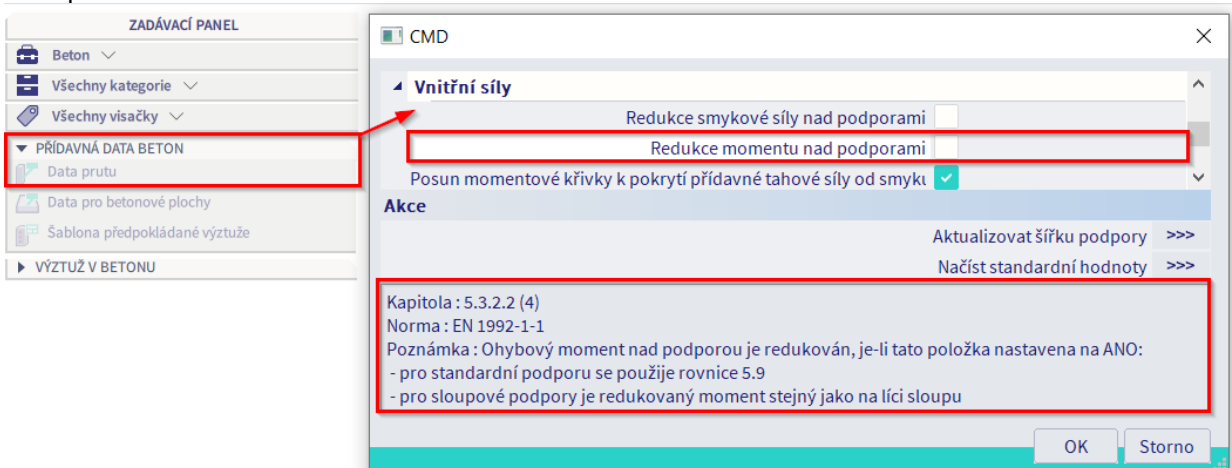 ZADÁVACÍ PANEL
Beton
Všechny kategorie
Všechny visačky
PŘÍDAVNÁ DATA BETON
Data prutu
Data pro betonové plochy
Šablona předpokládané výztuže
VÝZTUŽ V BETONU
CMD
Vnitřní síly
Redukce smykové síly nad podporami
Redukce momentu nad podporami
Posun momentové křivky k pokrytí přídavné tahové síly od smyku
Akce
Aktualizovat šířku podpory >>>
Načíst standardní hodnoty >>>
Kapitola : 5.3.2.2 (4)
Norma : EN 1992-1-1
Poznámka : Ohybový moment nad podporou je redukován, je-li tato položka nastavena na ANO:
- pro standardní podporu se použije rovnice 5.9
- pro sloupové podpory je redukovaný moment stejný jako na líci sloupu
OK Storno